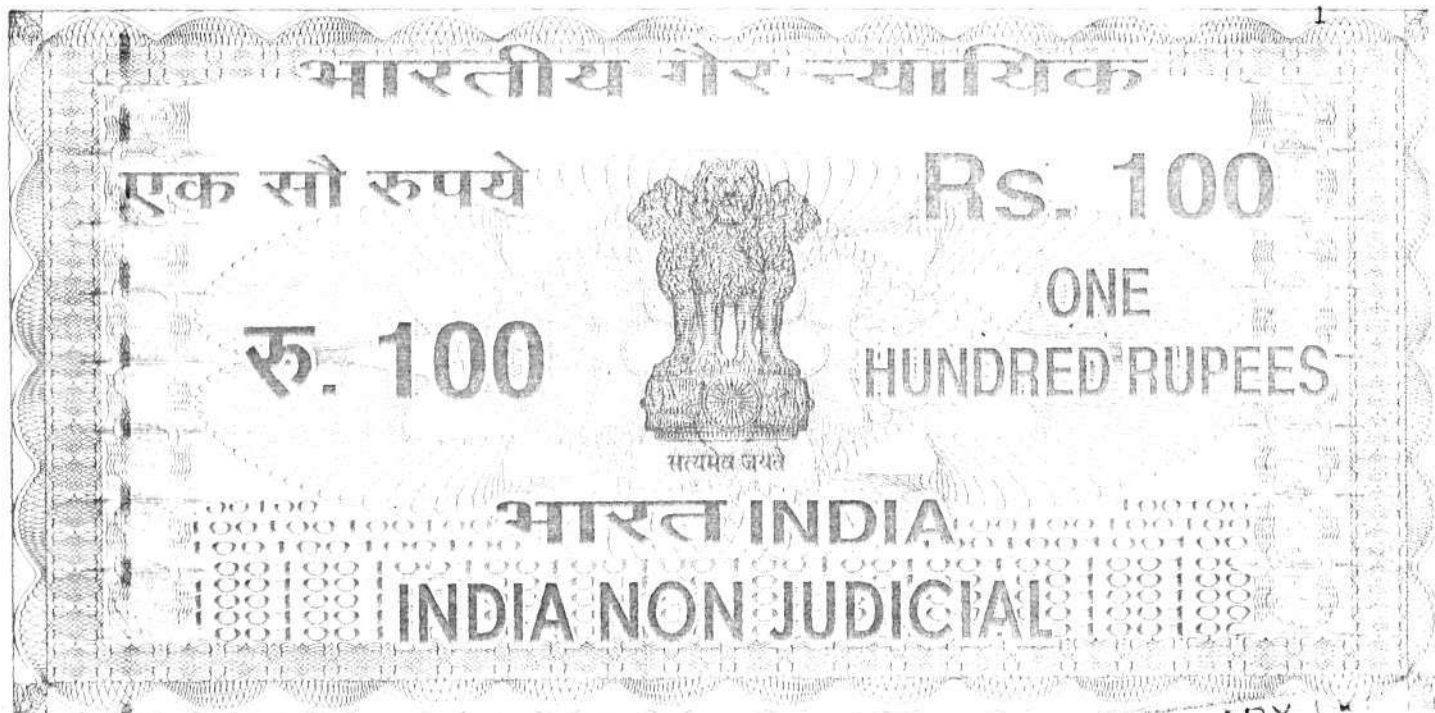 1
भारतीय गैर न्यायिक
एक सौ रुपये
Rs. 100
रु. 100
ONE
HUNDRED RUPEES
सत्यमेव जयते
भारत INDIA
INDIA NON JUDICIAL